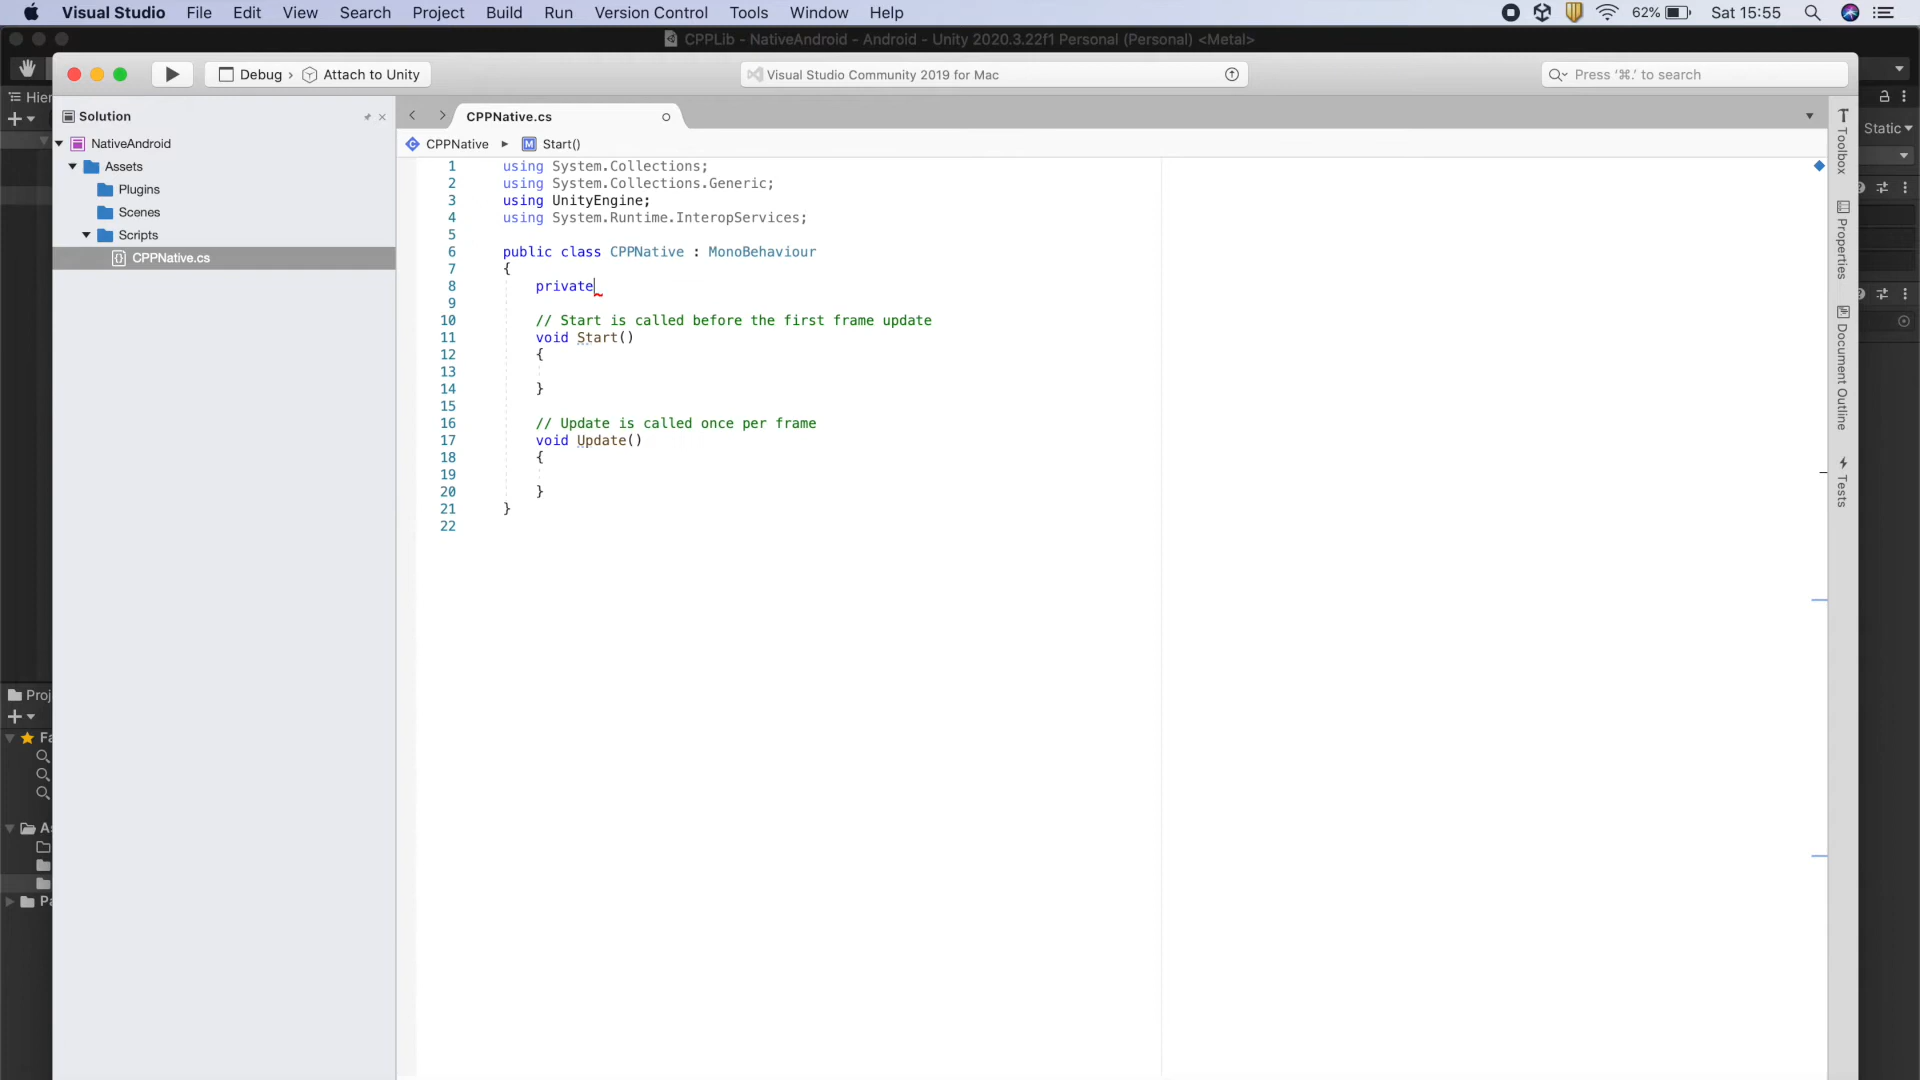 Visual Studio File Edit View Search Project Build Run Version Control Tools Window Help 62% Sat 15:55
CPPLib - NativeAndroid - Android - Unity 2020.3.22f1 Personal (Personal) <Metal>
Debug › Attach to Unity Visual Studio Community 2019 for Mac Press '⌘.' to search
Hier
Static
Solution
NativeAndroid
Assets
Plugins
Scenes
Scripts
CPPNative.cs
CPPNative.cs
CPPNative Start()
1 using System.Collections;
2 using System.Collections.Generic;
3 using UnityEngine;
4 using System.Runtime.InteropServices;
5
6 public class CPPNative : MonoBehaviour
7 {
8 private
9
10 // Start is called before the first frame update
11 void Start()
12 {
13
14 }
15
16 // Update is called once per frame
17 void Update()
18 {
19
20 }
21 }
22
Toolbox
Properties
Document Outline
Tests
Proj
Fa
As
Pa